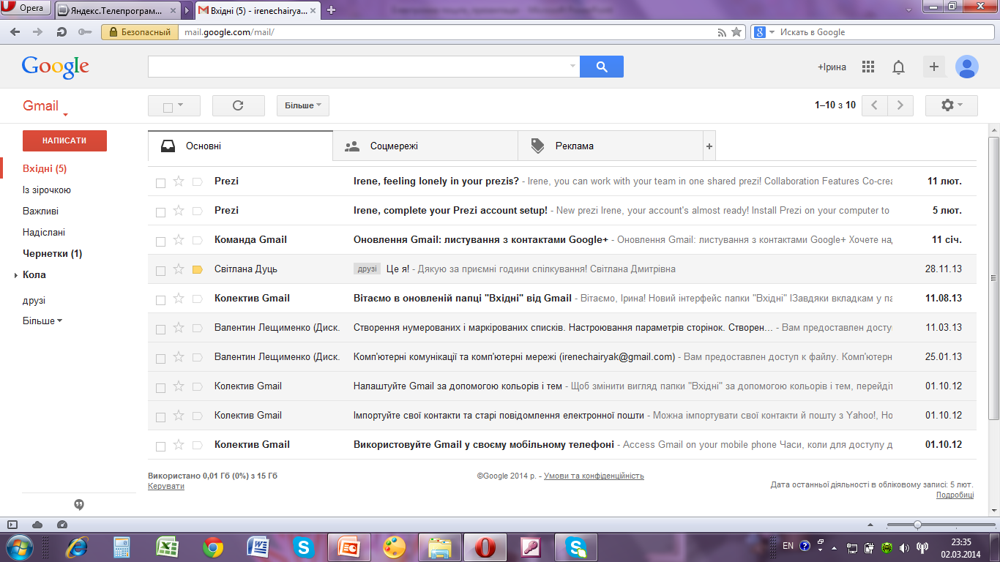 Opera
Яндекс.Телепрограм...
Вхідні (5) - irenechairya...
Безопасный
mail.google.com/mail/
Искать в Google
Google
+Ірина
Gmail
Більше
1–10 з 10
НАПИСАТИ
Основні
Соцмережі
Реклама
Вхідні (5)
Із зірочкою
Важливі
Надіслані
Чернетки (1)
Кола
друзі
Більше
Prezi Irene, feeling lonely in your prezis? - Irene, you can work with your team in one shared prezi! Collaboration Features Co-crea 11 лют.
Prezi Irene, complete your Prezi account setup! - New prezi Irene, your account's almost ready! Install Prezi on your computer to 5 лют.
Команда Gmail Оновлення Gmail: листування з контактами Google+ - Оновлення Gmail: листування з контактами Google+ Хочете над 11 січ.
Світлана Дуць друзі Це я! - Дякую за приємні години спілкування! Світлана Дмитрівна 28.11.13
Колектив Gmail Вітаємо в оновленій папці "Вхідні" від Gmail - Вітаємо, Ірина! Новий інтерфейс папки "Вхідні" ІЗавдяки вкладкам у па 11.08.13
Валентин Лещименко (Диск. Створення нумерованих і маркірованих списків. Настроювання параметрів сторінок. Створен... - Вам предоставлен досту 11.03.13
Валентин Лещименко (Диск. Комп'ютерні комунікації та комп'ютерні мережі (irenechairyak@gmail.com) - Вам предоставлен доступ к файлу. Комп'ютерн 25.01.13
Колектив Gmail Налаштуйте Gmail за допомогою кольорів і тем - Щоб змінити вигляд папки "Вхідні" за допомогою кольорів і тем, перейдіт 01.10.12
Колектив Gmail Імпортуйте свої контакти та старі повідомлення електронної пошти - Можна імпортувати свої контакти й пошту з Yahoo!, Ho 01.10.12
Колектив Gmail Використовуйте Gmail у своєму мобільному телефоні - Access Gmail on your mobile phone Часи, коли для доступу д 01.10.12
Використано 0,01 Гб (0%) з 15 Гб
Керувати
©Google 2014 р. - Умови та конфіденційність
Дата останньої діяльності в обліковому записі: 5 лют.
Подробиці
EN
23:35
02.03.2014